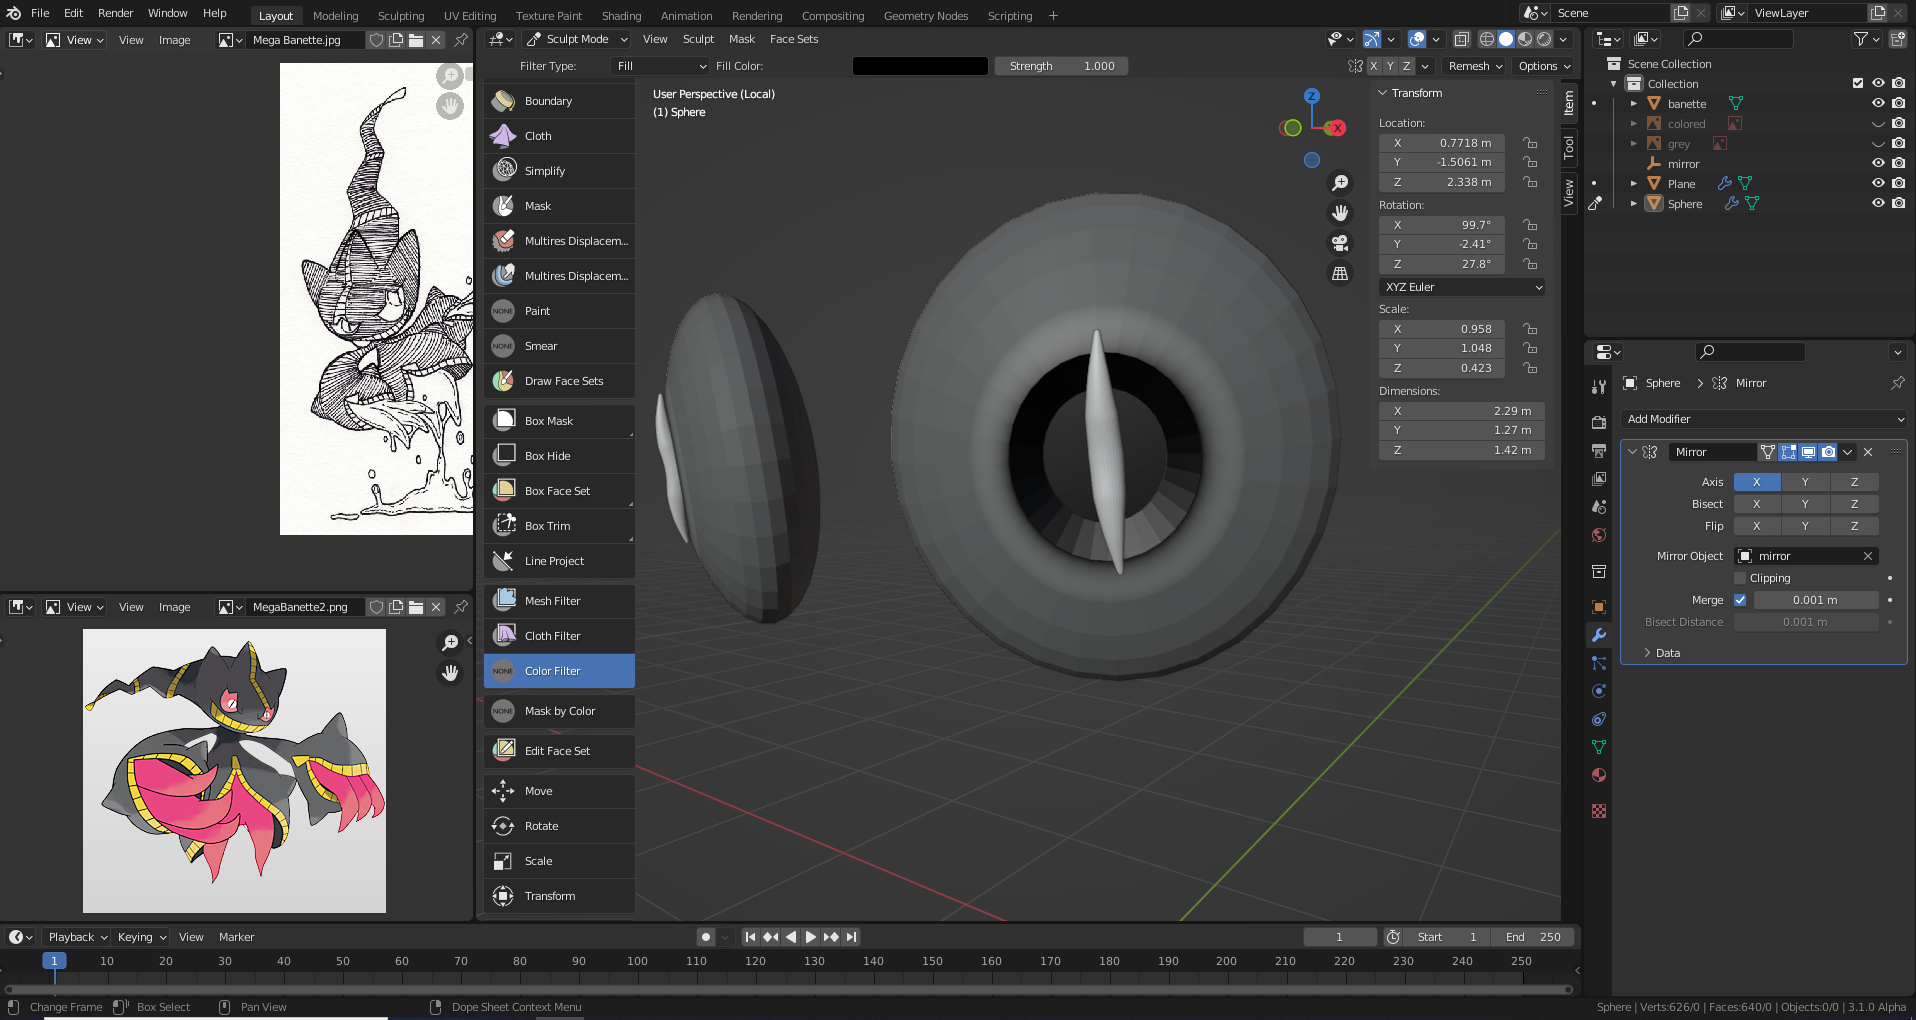 File Edit Render Window Help Layout Modeling Sculpting UV Editing Texture Paint Shading Animation Rendering Compositing Geometry Nodes Scripting + Scene ViewLayer
View View Image Mega Banette.jpg
Sculpt Mode View Sculpt Mask Face Sets
Filter Type: Fill Fill Color: Strength 1.000 X Y Z Remesh Options
Boundary
Cloth
Simplify
Mask
Multires Displacem...
Multires Displacem...
NONE Paint
NONE Smear
Draw Face Sets
Box Mask
Box Hide
Box Face Set
Box Trim
Line Project
Mesh Filter
Cloth Filter
NONE Color Filter
NONE Mask by Color
Edit Face Set
Move
Rotate
Scale
Transform
User Perspective (Local)
(1) Sphere
Z
X
Transform
Location:
X 0.7718 m
Y -1.5061 m
Z 2.338 m
Rotation:
X 99.7°
Y -2.41°
Z 27.8°
XYZ Euler
Scale:
X 0.958
Y 1.048
Z 0.423
Dimensions:
X 2.29 m
Y 1.27 m
Z 1.42 m
Item
Tool
View
Scene Collection
Collection
banette
colored
grey
mirror
Plane
Sphere
Sphere > Mirror
Add Modifier
Mirror
Axis X Y Z
Bisect X Y Z
Flip X Y Z
Mirror Object mirror
Clipping
Merge 0.001 m
Bisect Distance 0.001 m
Data
View View Image MegaBanette2.png
Playback Keying View Marker 1 Start 1 End 250
1 10 20 30 40 50 60 70 80 90 100 110 120 130 140 150 160 170 180 190 200 210 220 230 240 250
Change Frame Box Select Pan View Dope Sheet Context Menu Sphere | Verts:626/0 | Faces:640/0 | Objects:0/0 | 3.1.0 Alpha